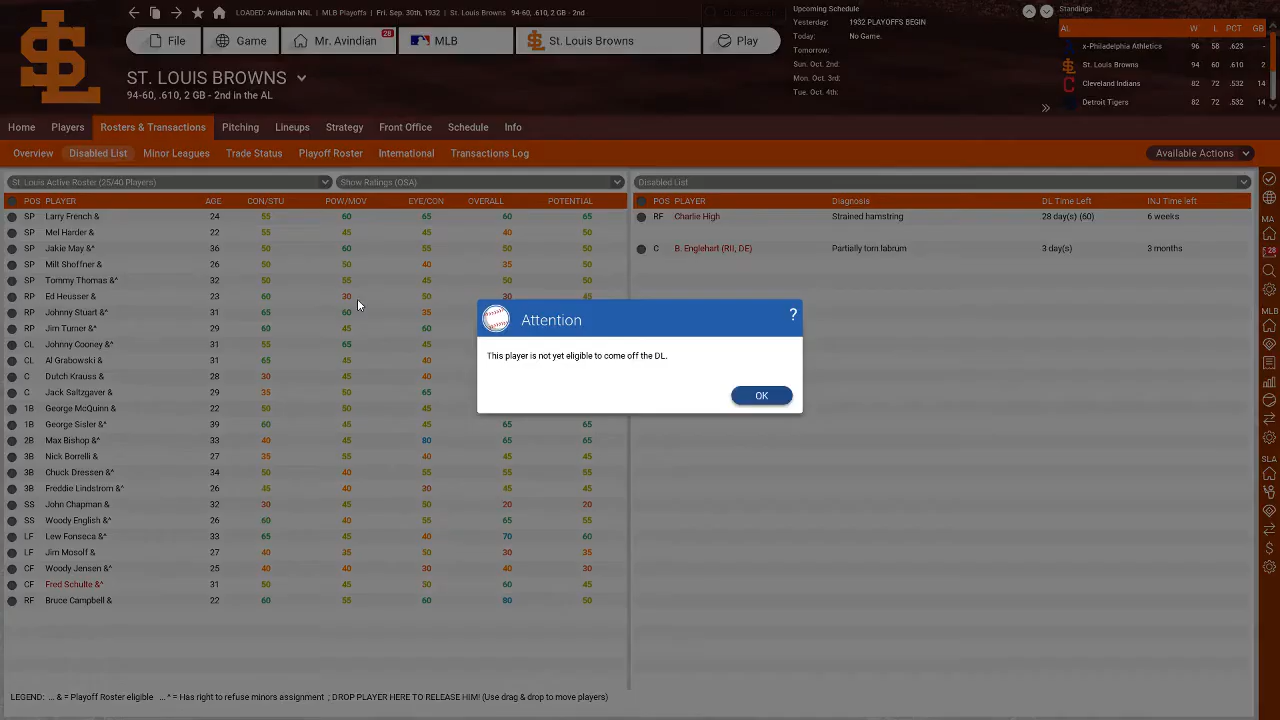 LOADED: Avindian NNL | MLB Playoffs | Fri. Sep. 30th, 1932 | St. Louis Browns 94-60, .610, 2 GB - 2nd
File
Game
Mr. Avindian
28
MLB
St. Louis Browns
Play
ST. LOUIS BROWNS
94-60, .610, 2 GB - 2nd in the AL
Upcoming Schedule
Yesterday: 1932 PLAYOFFS BEGIN
Today: No Game.
Tomorrow:
Sun. Oct. 2nd:
Mon. Oct. 3rd:
Tue. Oct. 4th:
Standings
AL W L PCT GB
x-Philadelphia Athletics 96 58 .623 -
St. Louis Browns 94 60 .610 2
Cleveland Indians 82 72 .532 14
Detroit Tigers 82 72 .532 14
Home Players Rosters & Transactions Pitching Lineups Strategy Front Office Schedule Info
Overview Disabled List Minor Leagues Trade Status Playoff Roster International Transactions Log
Available Actions
St. Louis Active Roster (25/40 Players)
Show Ratings (OSA)
POS PLAYER AGE CON/STU POW/MOV EYE/CON OVERALL POTENTIAL
SP Larry French & 24 55 60 65 60 65
SP Mel Harder & 22 55 45 45 40 50
SP Jakie May &^ 36 50 60 55 50 50
SP Milt Shoffner & 26 50 50 40 35 50
SP Tommy Thomas &^ 32 50 55 45 50 50
RP Ed Heusser & 23 60 30 50 30 45
RP Johnny Stuart &^ 31 65 60 35
RP Jim Turner &^ 29 60 45 60
CL Johnny Cooney &^ 31 55 45 40
CL Al Grabowski & 31 65 45 40
C Dutch Krauss & 28 30 45 40
C Jack Saltzgaver & 29 35 50 65
1B George McQuinn & 22 50 50 45
1B George Sisler &^ 39 60 45 45 65 65
2B Max Bishop &^ 33 40 45 80 65 65
3B Nick Borrelli & 27 35 55 40 45 45
3B Chuck Dressen &^ 34 50 40 55 55 55
3B Freddie Lindstrom &^ 26 45 40 30 45 45
SS John Chapman & 32 30 45 50 20 20
SS Woody English &^ 26 60 40 55 65 55
LF Lew Fonseca &^ 33 65 45 40 70 60
LF Jim Mosolf & 27 40 35 50 30 35
CF Woody Jensen &^ 25 40 40 30 40 30
CF Fred Schulte &^ 31 50 45 50 60 45
RF Bruce Campbell & 22 60 55 60 80 50
Disabled List
POS PLAYER Diagnosis DL Time Left INJ Time left
RF Charlie High Strained hamstring 28 day(s) (60) 6 weeks
C B. Englehart (RII, DE) Partially torn labrum 3 day(s) 3 months
Attention
?
This player is not yet eligible to come off the DL.
OK
MA
28
MLB
SLA
LEGEND: ... & = Playoff Roster eligible ... ^ = Has right to refuse minors assignment ; DROP PLAYER HERE TO RELEASE HIM! (Use drag & drop to move players)